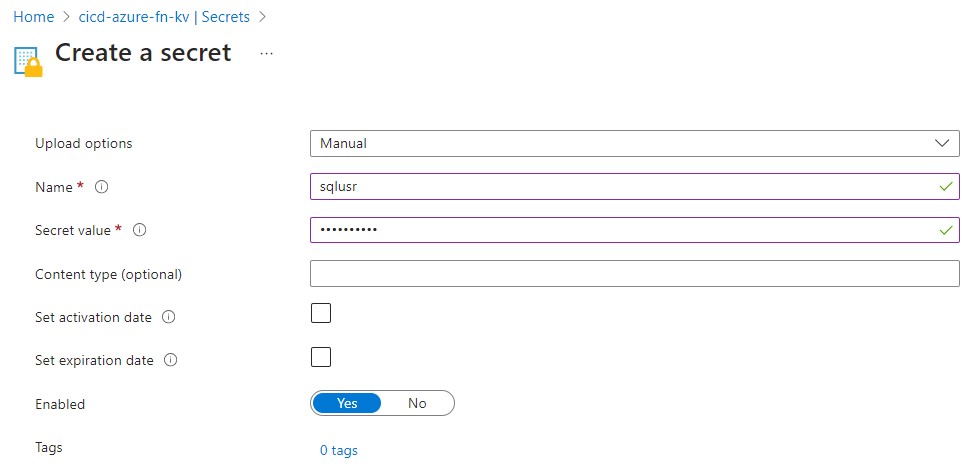 Home > cicd-azure-fn-kv | Secrets >
Create a secret ...
Upload options Manual
Name * sqlusr
Secret value * ••••••••••
Content type (optional)
Set activation date
Set expiration date
Enabled Yes No
Tags 0 tags